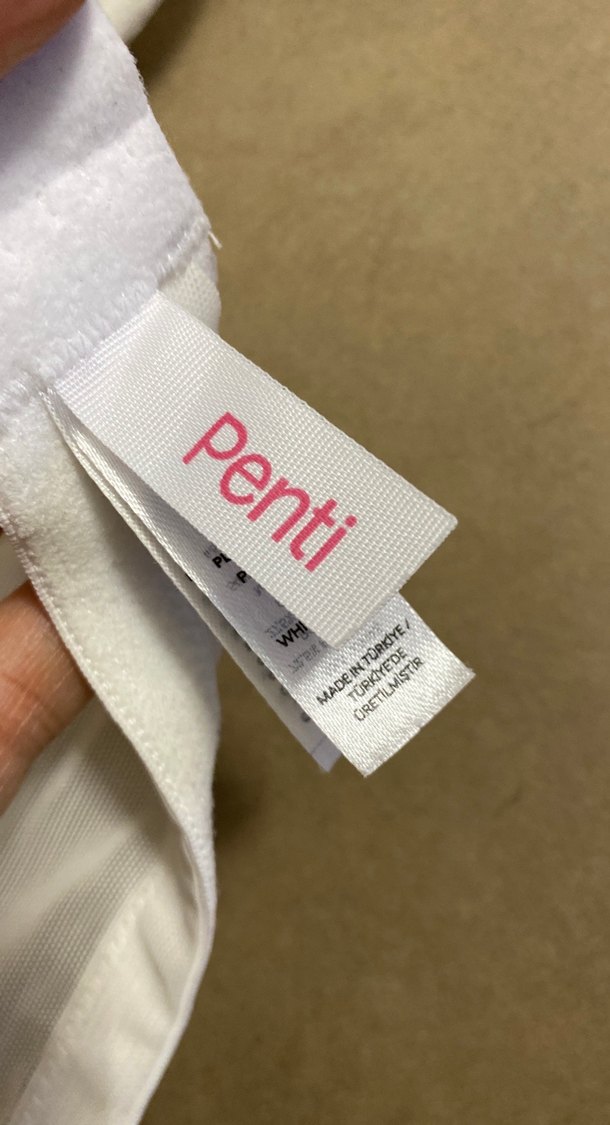 Penti
MADE IN TÜRKİYE /
TÜRKİYE'DE
ÜRETİLMİŞTİR